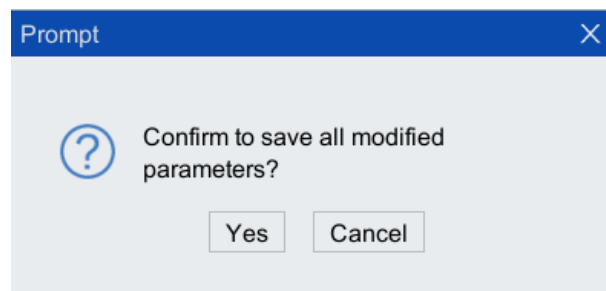 Prompt
Confirm to save all modified
parameters?
Yes Cancel